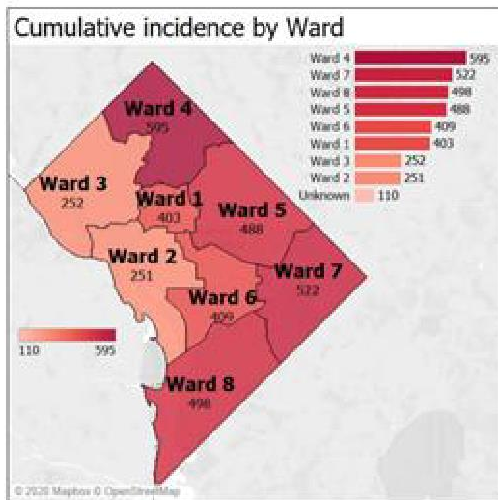 Cumulative incidence by Ward
Ward 4 595
Ward 7 522
Ward 8 498
Ward 5 488
Ward 6 409
Ward 1 403
Ward 3 252
Ward 2 251
Unknown 110
Ward 4
595
Ward 3
252
Ward 1
403
Ward 5
488
Ward 2
251
Ward 7
522
Ward 6
409
110 595
Ward 8
498
© 2020 Mapbox © OpenStreetMap